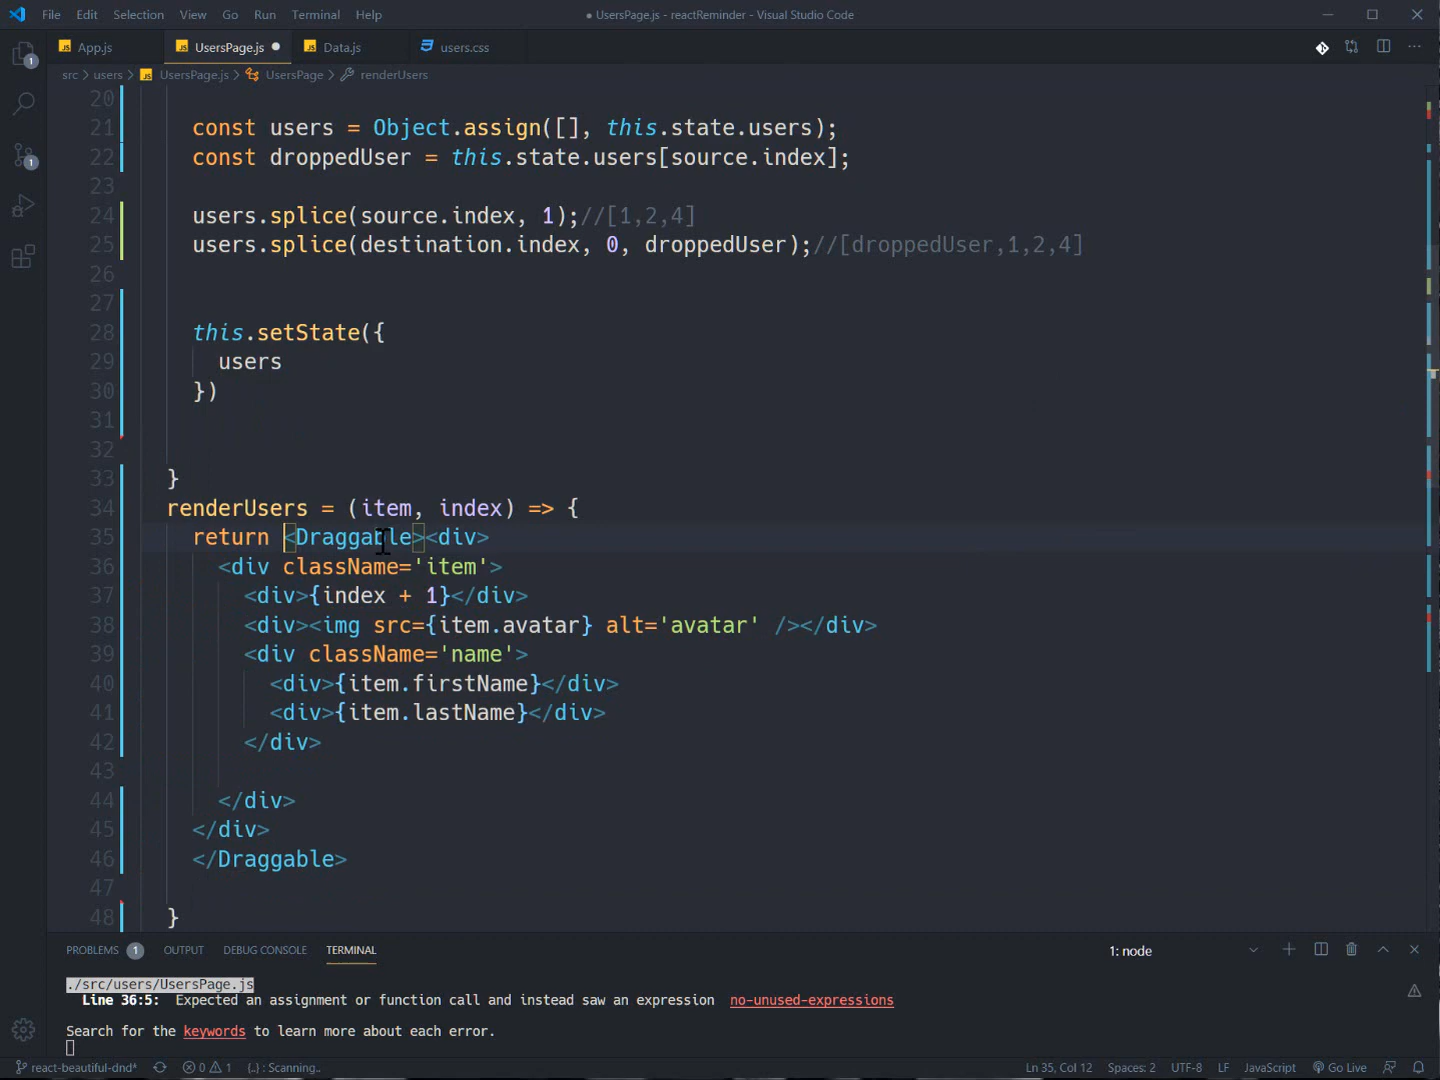 File Edit Selection View Go Run Terminal Help ● UsersPage.js - reactReminder - Visual Studio Code
JS App.js JS UsersPage.js ● JS Data.js users.css
src > users > JS UsersPage.js > UsersPage > renderUsers
20
21 const users = Object.assign([], this.state.users);
22 const droppedUser = this.state.users[source.index];
23
24 users.splice(source.index, 1);//[1,2,4]
25 users.splice(destination.index, 0, droppedUser);//[droppedUser,1,2,4]
26
27
28 this.setState({
29 users
30 })
31
32
33 }
34 renderUsers = (item, index) => {
35 return <Draggable><div>
36 <div className='item'>
37 <div>{index + 1}</div>
38 <div><img src={item.avatar} alt='avatar' /></div>
39 <div className='name'>
40 <div>{item.firstName}</div>
41 <div>{item.lastName}</div>
42 </div>
43
44 </div>
45 </div>
46 </Draggable>
47
48 }
PROBLEMS 1 OUTPUT DEBUG CONSOLE TERMINAL 1: node
./src/users/UsersPage.js
Line 36:5: Expected an assignment or function call and instead saw an expression no-unused-expressions
Search for the keywords to learn more about each error.
react-beautiful-dnd* 0 1 {..} : Scanning.. Ln 35, Col 12 Spaces: 2 UTF-8 LF JavaScript Go Live